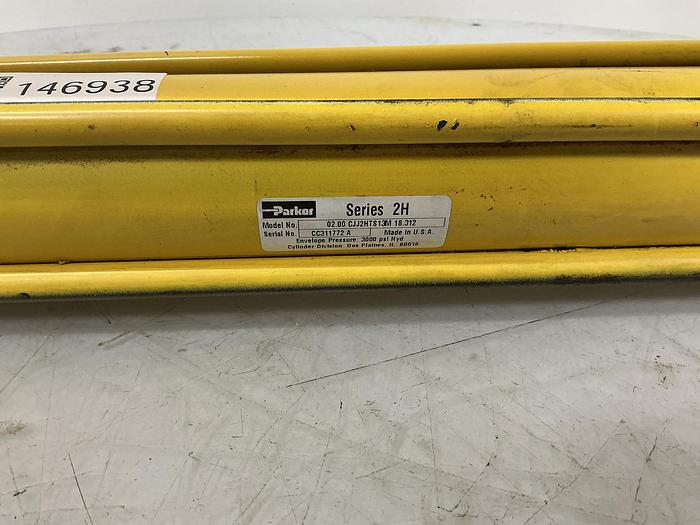 146938
Parker Series 2H
Model No. 02.00 CJJ2HTS13M 18.312
Serial No. CC311772 A Made in U.S.A.
Envelope Pressure: 3000 psi Hyd
Cylinder Division Des Plaines, IL 60016